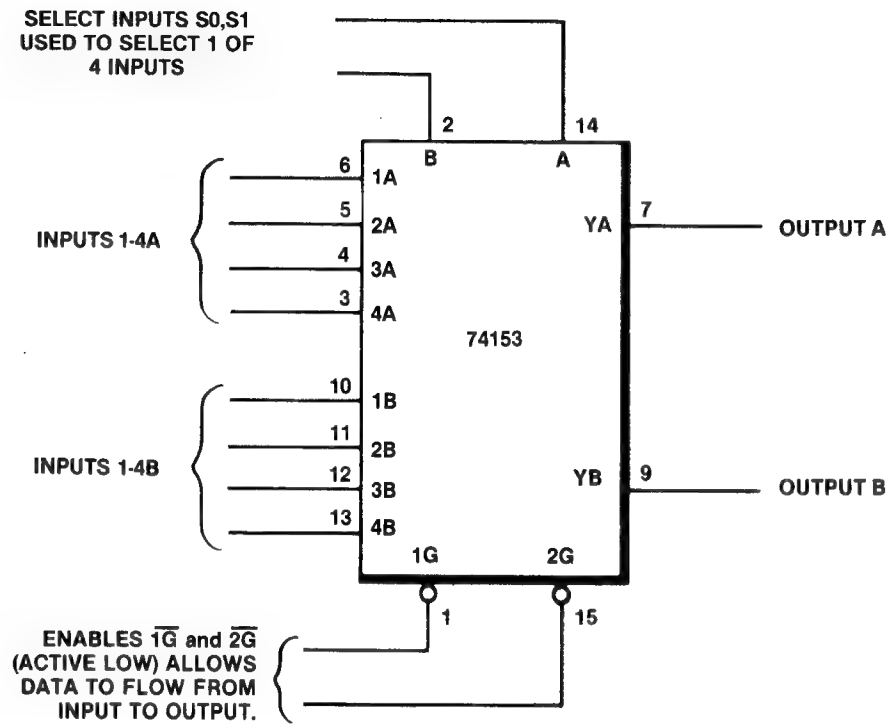 SELECT INPUTS S0,S1
USED TO SELECT 1 OF
4 INPUTS
2
14
B
A
6
1A
5
2A
INPUTS 1-4A
4
3A
3
4A
YA
7
OUTPUT A
74153
10
1B
11
2B
INPUTS 1-4B
12
3B
13
4B
YB
9
OUTPUT B
1G
2G
1
15
ENABLES 1G̅ and 2G̅
(ACTIVE LOW) ALLOWS
DATA TO FLOW FROM
INPUT TO OUTPUT.